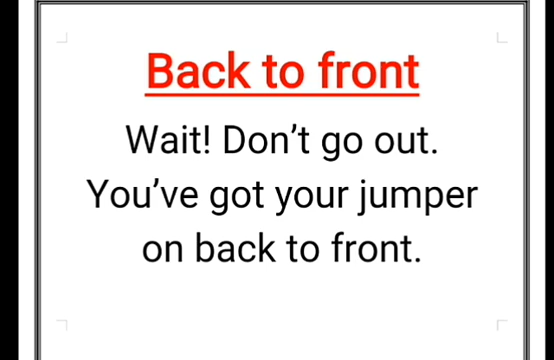 Back to front
Wait! Don’t go out.
You’ve got your jumper
on back to front.